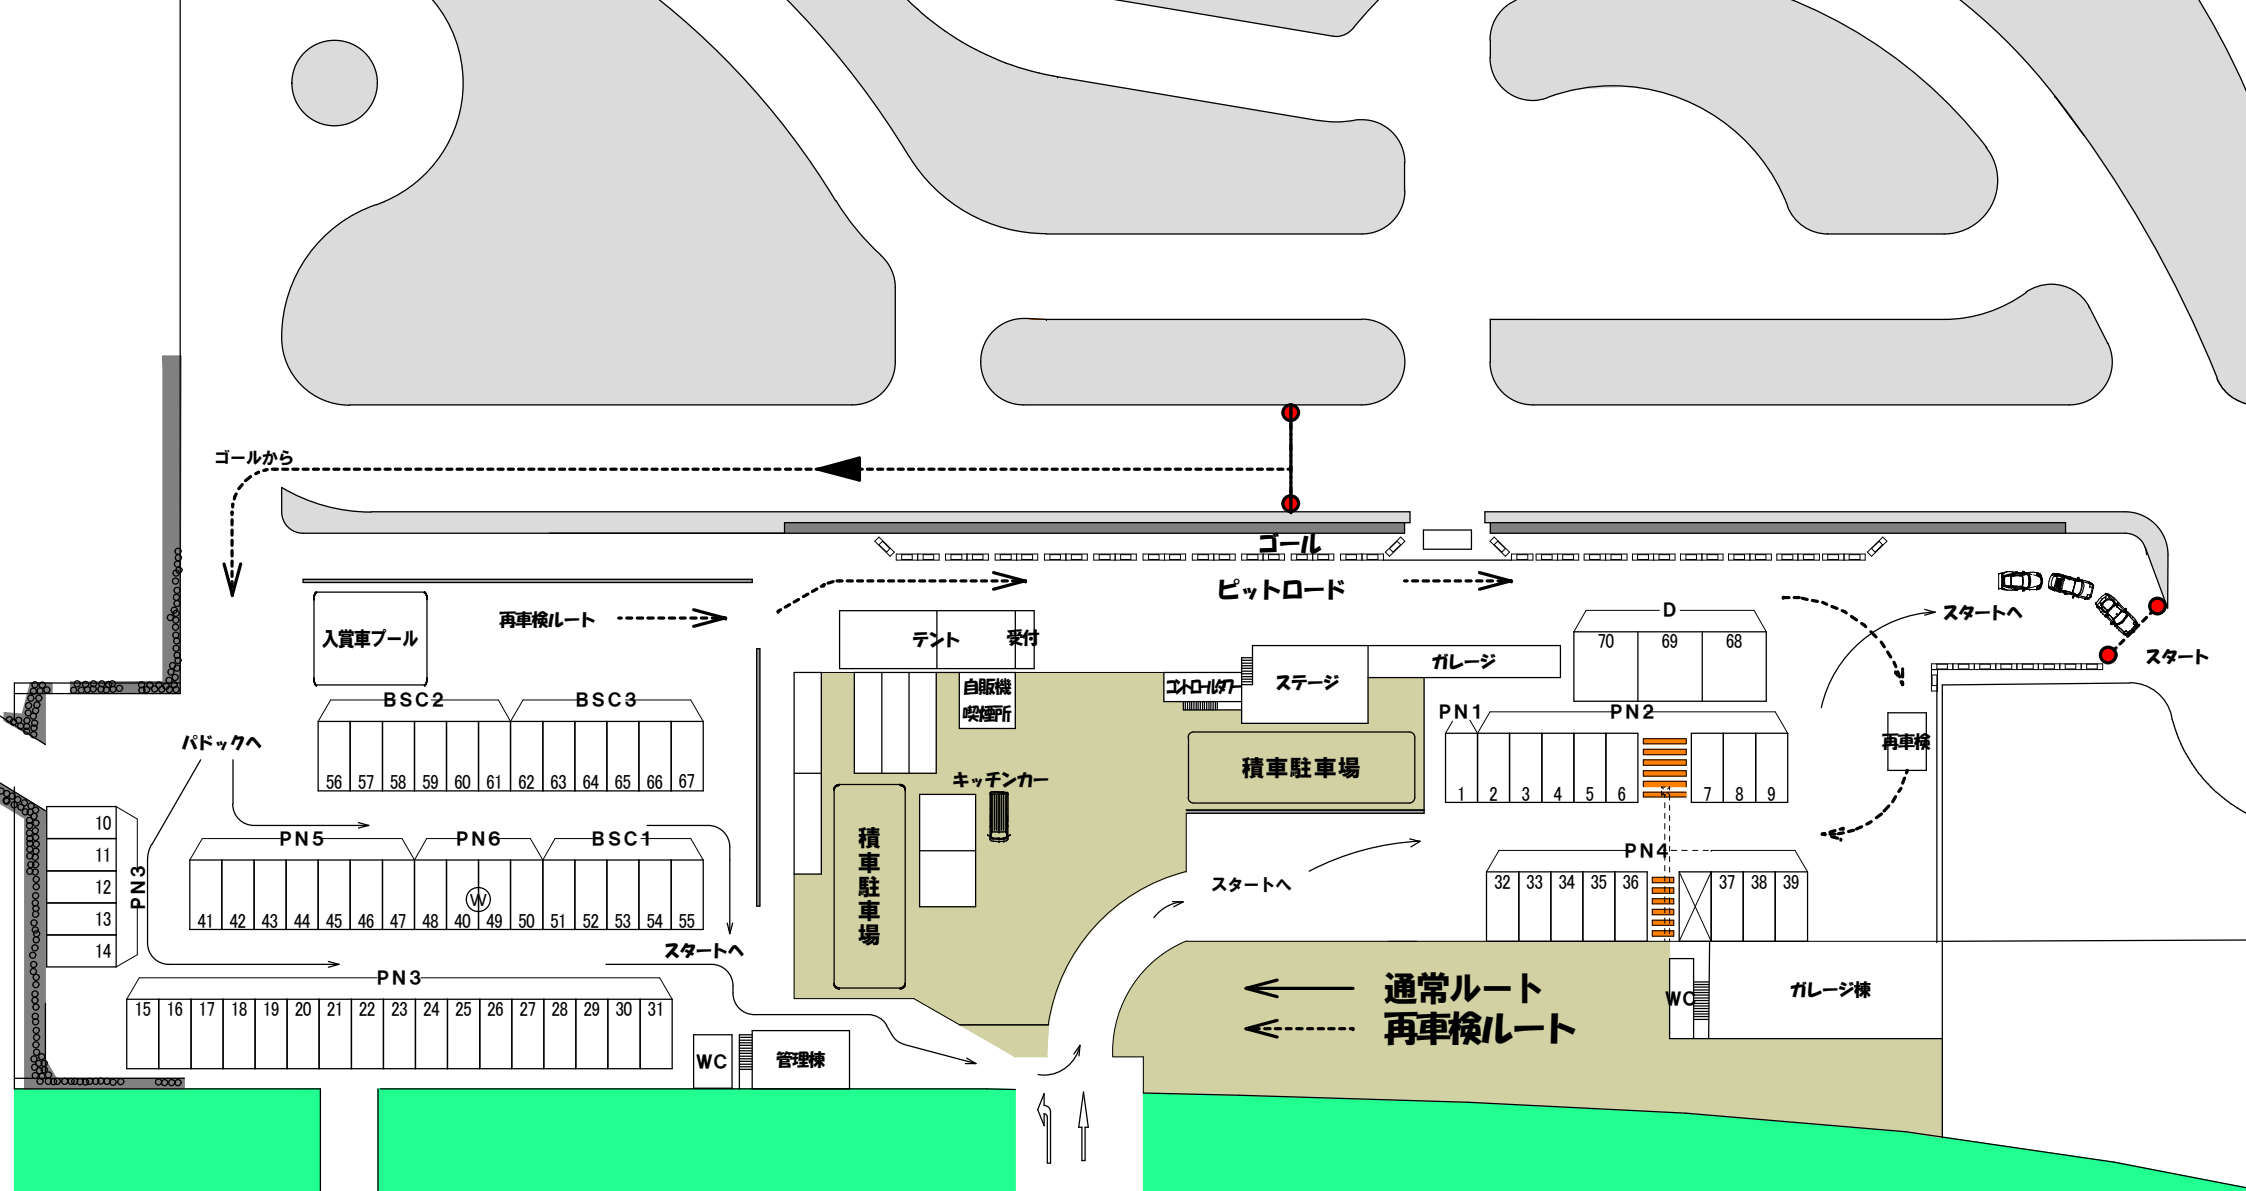 ゴールから
ゴール
ピットロード
再車検ルート
入賞車プール
テント
受付
D
70 69 68
スタートへ
スタート
ガレージ
ステージ
コントロールタワー
自販機
喫煙所
BSC2 BSC3
56 57 58 59 60 61 62 63 64 65 66 67
パドックへ
キッチンカー
積車駐車場
積車駐車場
PN1 PN2
1 2 3 4 5 6 7 8 9
再車検
10
11
12
13
14
PN3
PN5 PN6 BSC1
41 42 43 44 45 46 47 48 40 W 49 50 51 52 53 54 55
スタートへ
スタートへ
PN4
32 33 34 35 36 37 38 39
PN3
15 16 17 18 19 20 21 22 23 24 25 26 27 28 29 30 31
WC
管理棟
通常ルート
再車検ルート
WC
ガレージ棟